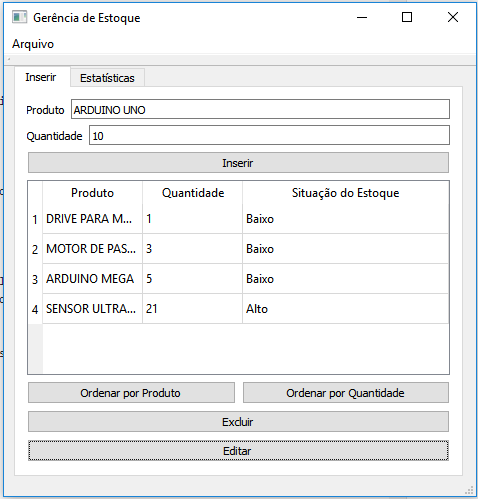 Gerência de Estoque
Arquivo
Inserir Estatísticas
Produto ARDUINO UNO
Quantidade 10
Inserir
Produto Quantidade Situação do Estoque
1 DRIVE PARA M... 1 Baixo
2 MOTOR DE PAS... 3 Baixo
3 ARDUINO MEGA 5 Baixo
4 SENSOR ULTRA... 21 Alto
Ordenar por Produto Ordenar por Quantidade
Excluir
Editar